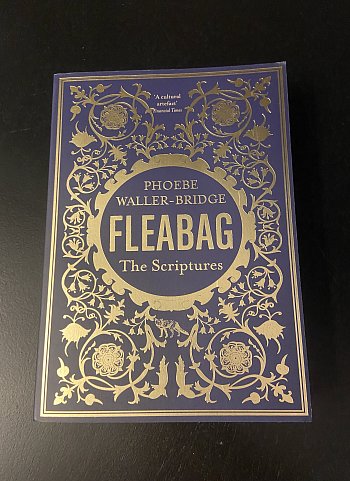 'A cultural
artefact'
Financial Times
PHOEBE
WALLER-BRIDGE
FLEABAG
The Scriptures